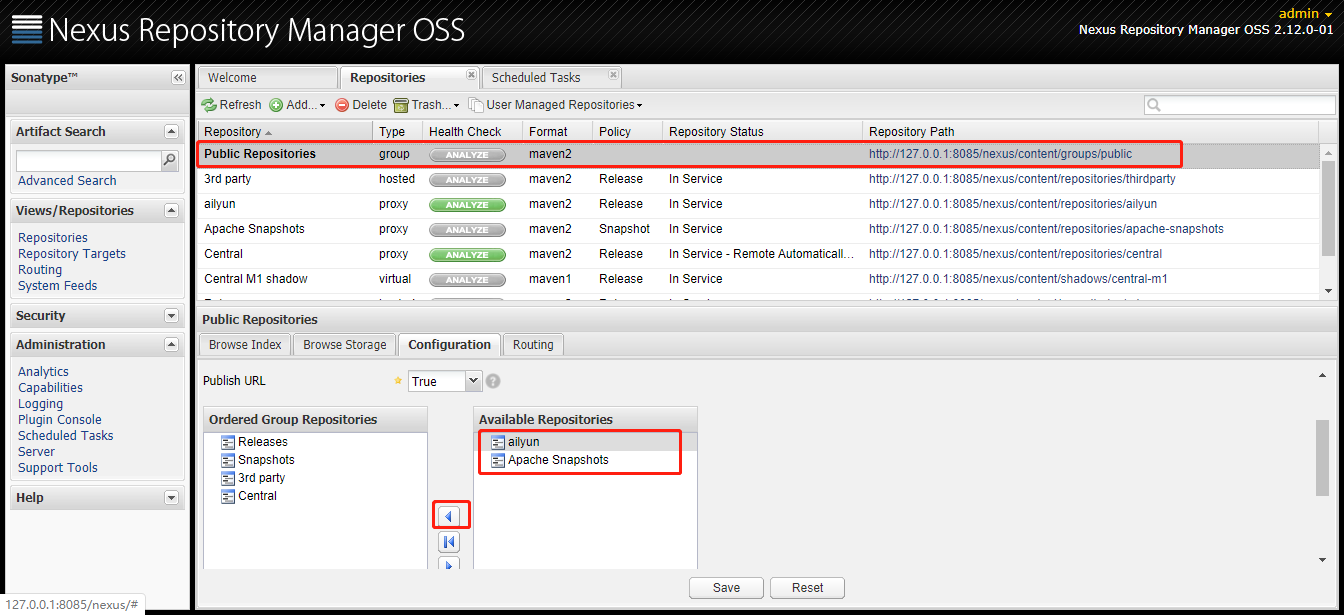 Nexus Repository Manager OSS
admin
Nexus Repository Manager OSS 2.12.0-01
Sonatype™
Artifact Search
Advanced Search
Views/Repositories
Repositories
Repository Targets
Routing
System Feeds
Security
Administration
Analytics
Capabilities
Logging
Plugin Console
Scheduled Tasks
Server
Support Tools
Help
Welcome Repositories Scheduled Tasks
Refresh Add... Delete Trash... User Managed Repositories
Repository Type Health Check Format Policy Repository Status Repository Path
Public Repositories group ANALYZE maven2 http://127.0.0.1:8085/nexus/content/groups/public
3rd party hosted ANALYZE maven2 Release In Service http://127.0.0.1:8085/nexus/content/repositories/thirdparty
ailyun proxy ANALYZE maven2 Release In Service http://127.0.0.1:8085/nexus/content/repositories/ailyun
Apache Snapshots proxy ANALYZE maven2 Snapshot In Service http://127.0.0.1:8085/nexus/content/repositories/apache-snapshots
Central proxy ANALYZE maven2 Release In Service - Remote Automaticall... http://127.0.0.1:8085/nexus/content/repositories/central
Central M1 shadow virtual ANALYZE maven1 Release In Service http://127.0.0.1:8085/nexus/content/shadows/central-m1
Public Repositories
Browse Index Browse Storage Configuration Routing
Publish URL True ?
Ordered Group Repositories
Releases
Snapshots
3rd party
Central
Available Repositories
ailyun
Apache Snapshots
Save Reset
127.0.0.1:8085/nexus/#